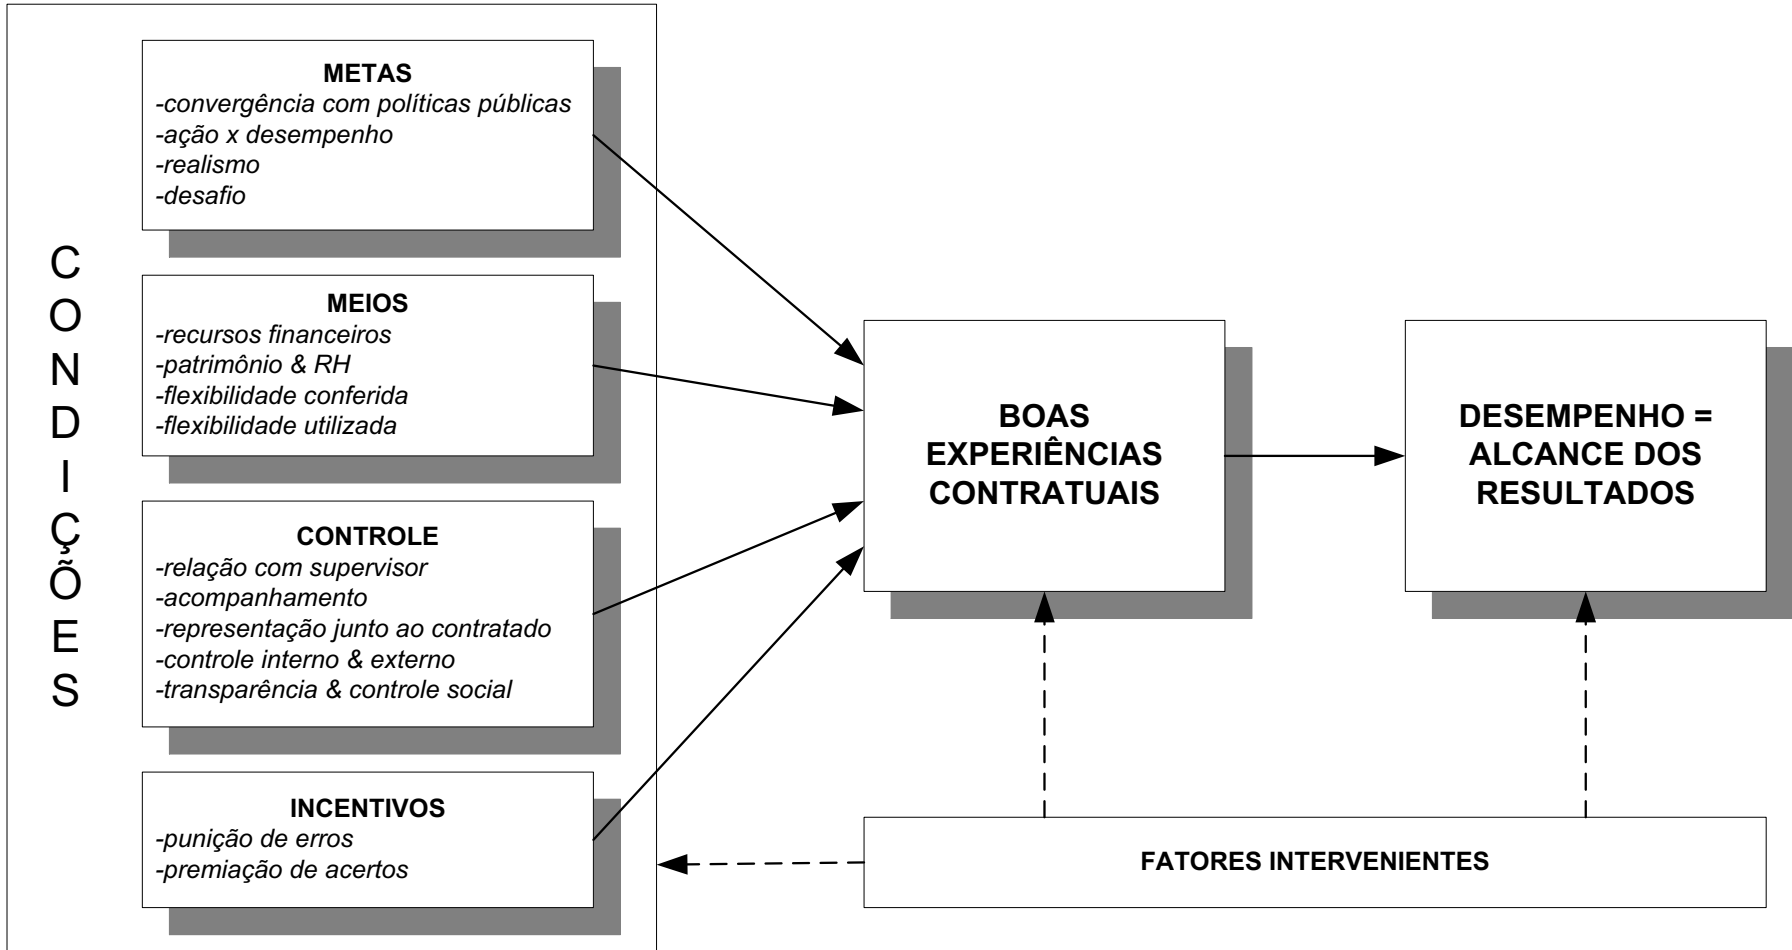 CONDIÇÕES
METAS
-convergência com políticas públicas
-ação x desempenho
-realismo
-desafio
MEIOS
-recursos financeiros
-patrimônio & RH
-flexibilidade conferida
-flexibilidade utilizada
CONTROLE
-relação com supervisor
-acompanhamento
-representação junto ao contratado
-controle interno & externo
-transparência & controle social
INCENTIVOS
-punição de erros
-premiação de acertos
BOAS
EXPERIÊNCIAS
CONTRATUAIS
DESEMPENHO =
ALCANCE DOS
RESULTADOS
FATORES INTERVENIENTES